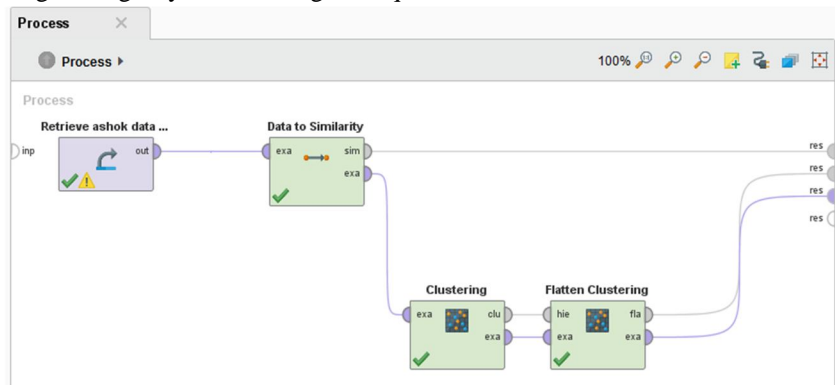 Process
Process
100%
Process
Retrieve ashok data ...
Data to Similarity
inp
out
exa
sim
exa
res
res
res
res
Clustering
Flatten Clustering
exa
clu
exa
hie
fla
exa
exa